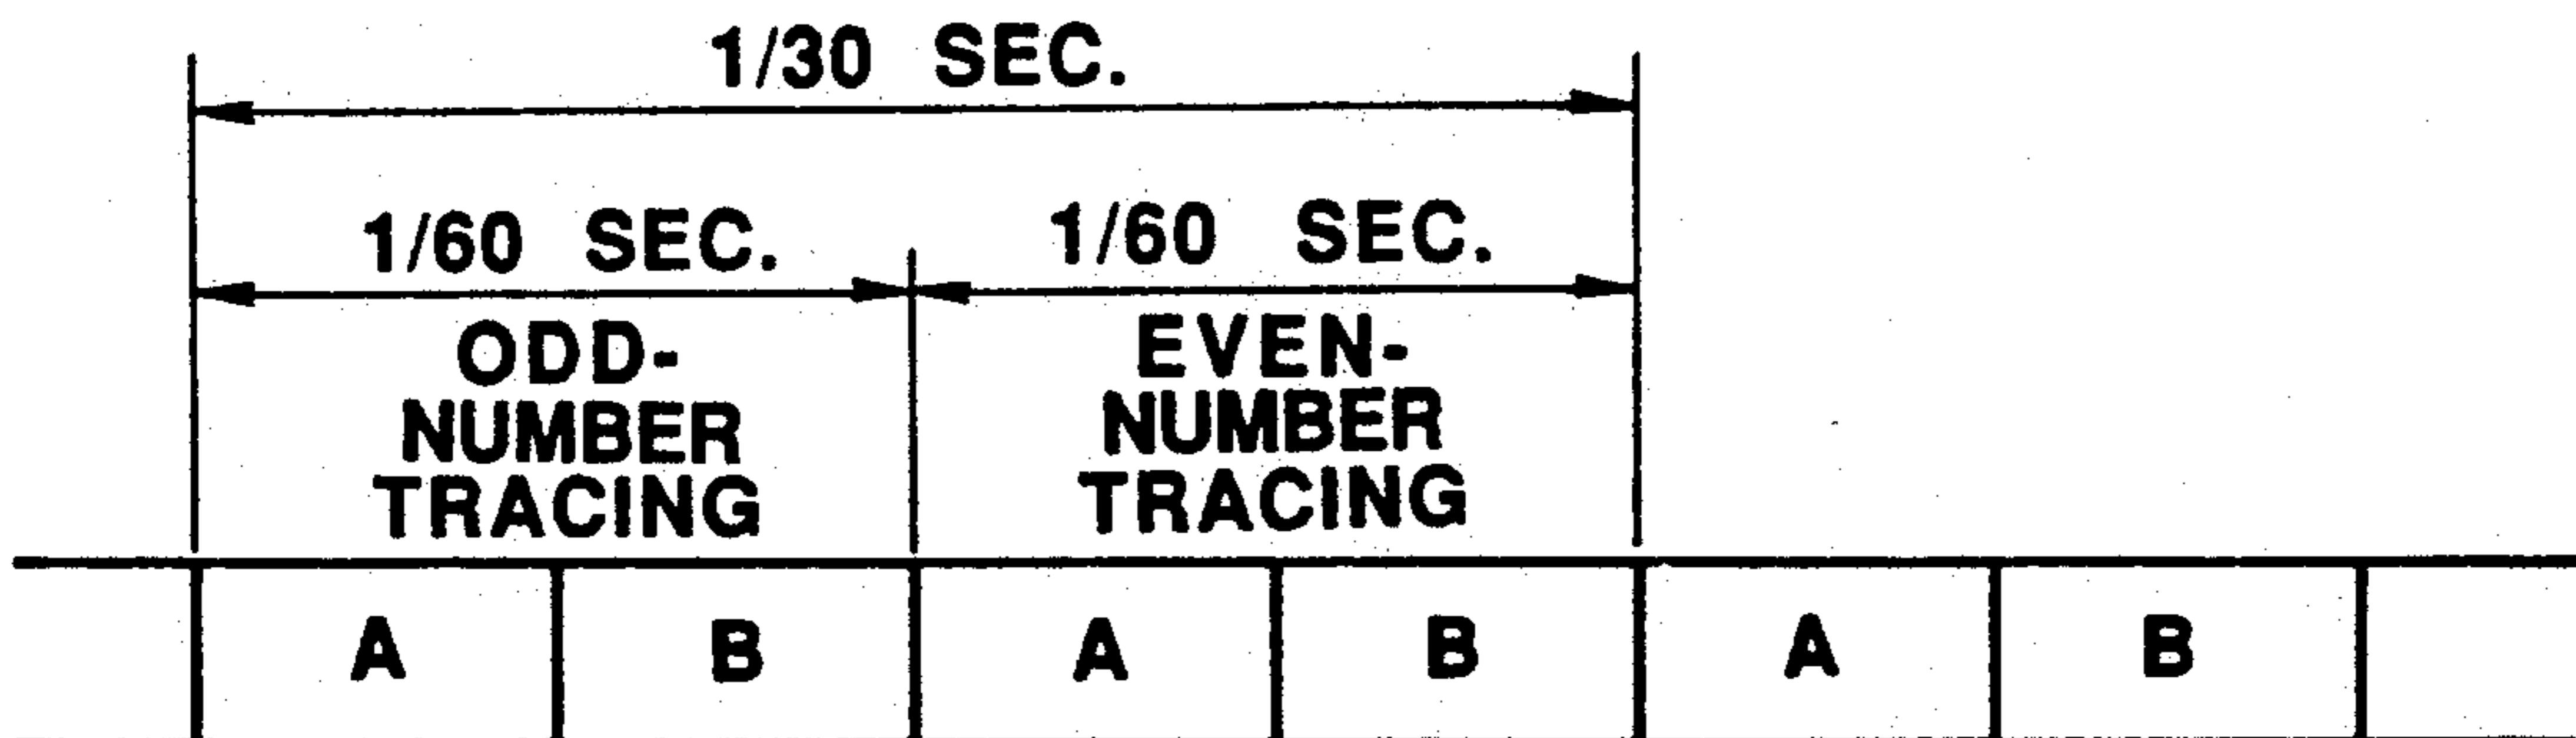 1/30 SEC.
1/60 SEC. 1/60 SEC.
ODD-
NUMBER
TRACING
EVEN-
NUMBER
TRACING
A B A B A B